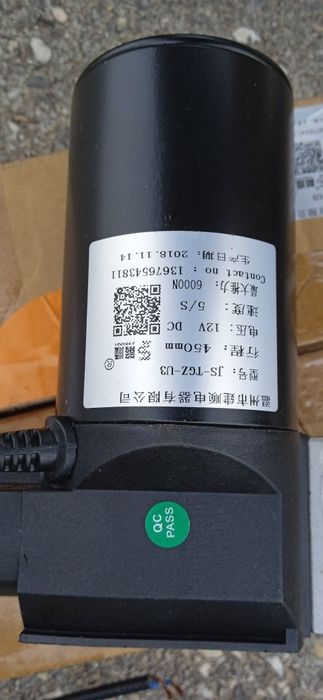 温州市建顺电器有限公司
型号: JS-TGZ-U3
行程: 450mm
电压: 12V DC
速度: 5/S
最大推力: 6000N
Contact no : 13676543811
生产日期: 2018.11.14
®
QC
PASS